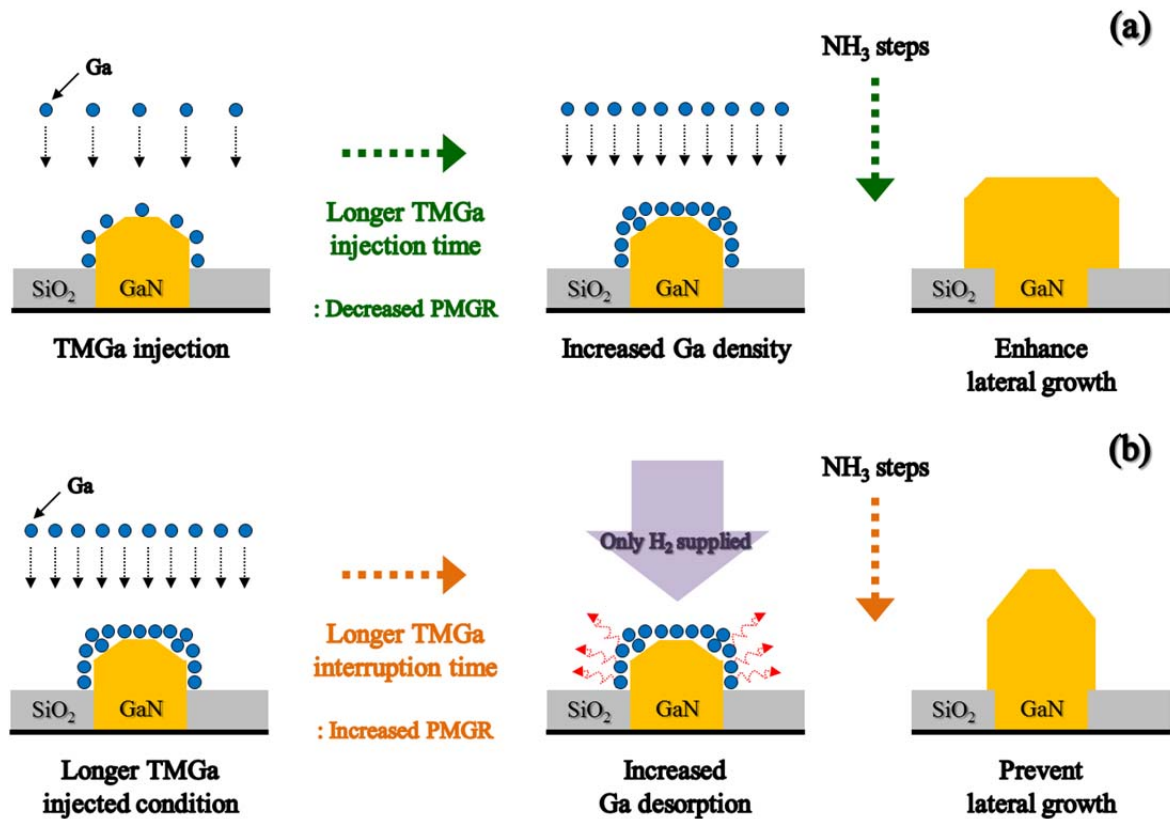 (a)
Ga
NH₃ steps
Longer TMGa
injection time
: Decreased PMGR
SiO₂
GaN
SiO₂
GaN
SiO₂
GaN
TMGa injection
Increased Ga density
Enhance
lateral growth
(b)
Ga
Only H₂ supplied
NH₃ steps
Longer TMGa
interruption time
: Increased PMGR
SiO₂
GaN
SiO₂
GaN
SiO₂
GaN
Longer TMGa
injected condition
Increased
Ga desorption
Prevent
lateral growth